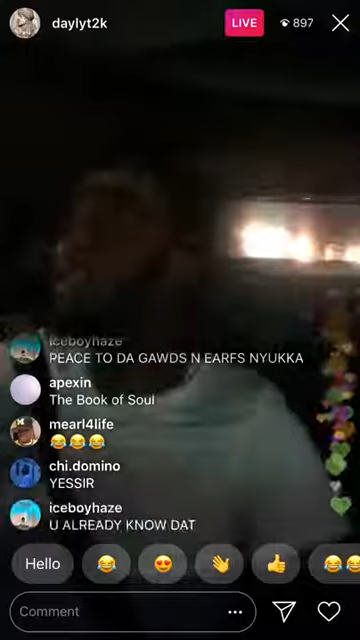 daylyt2k
LIVE
897
iceboyhaze
PEACE TO DA GAWDS N EARFS NYUKKA
apexin
The Book of Soul
mearl4life
😂😂😂
chi.domino
YESSIR
iceboyhaze
U ALREADY KNOW DAT
Hello
Comment